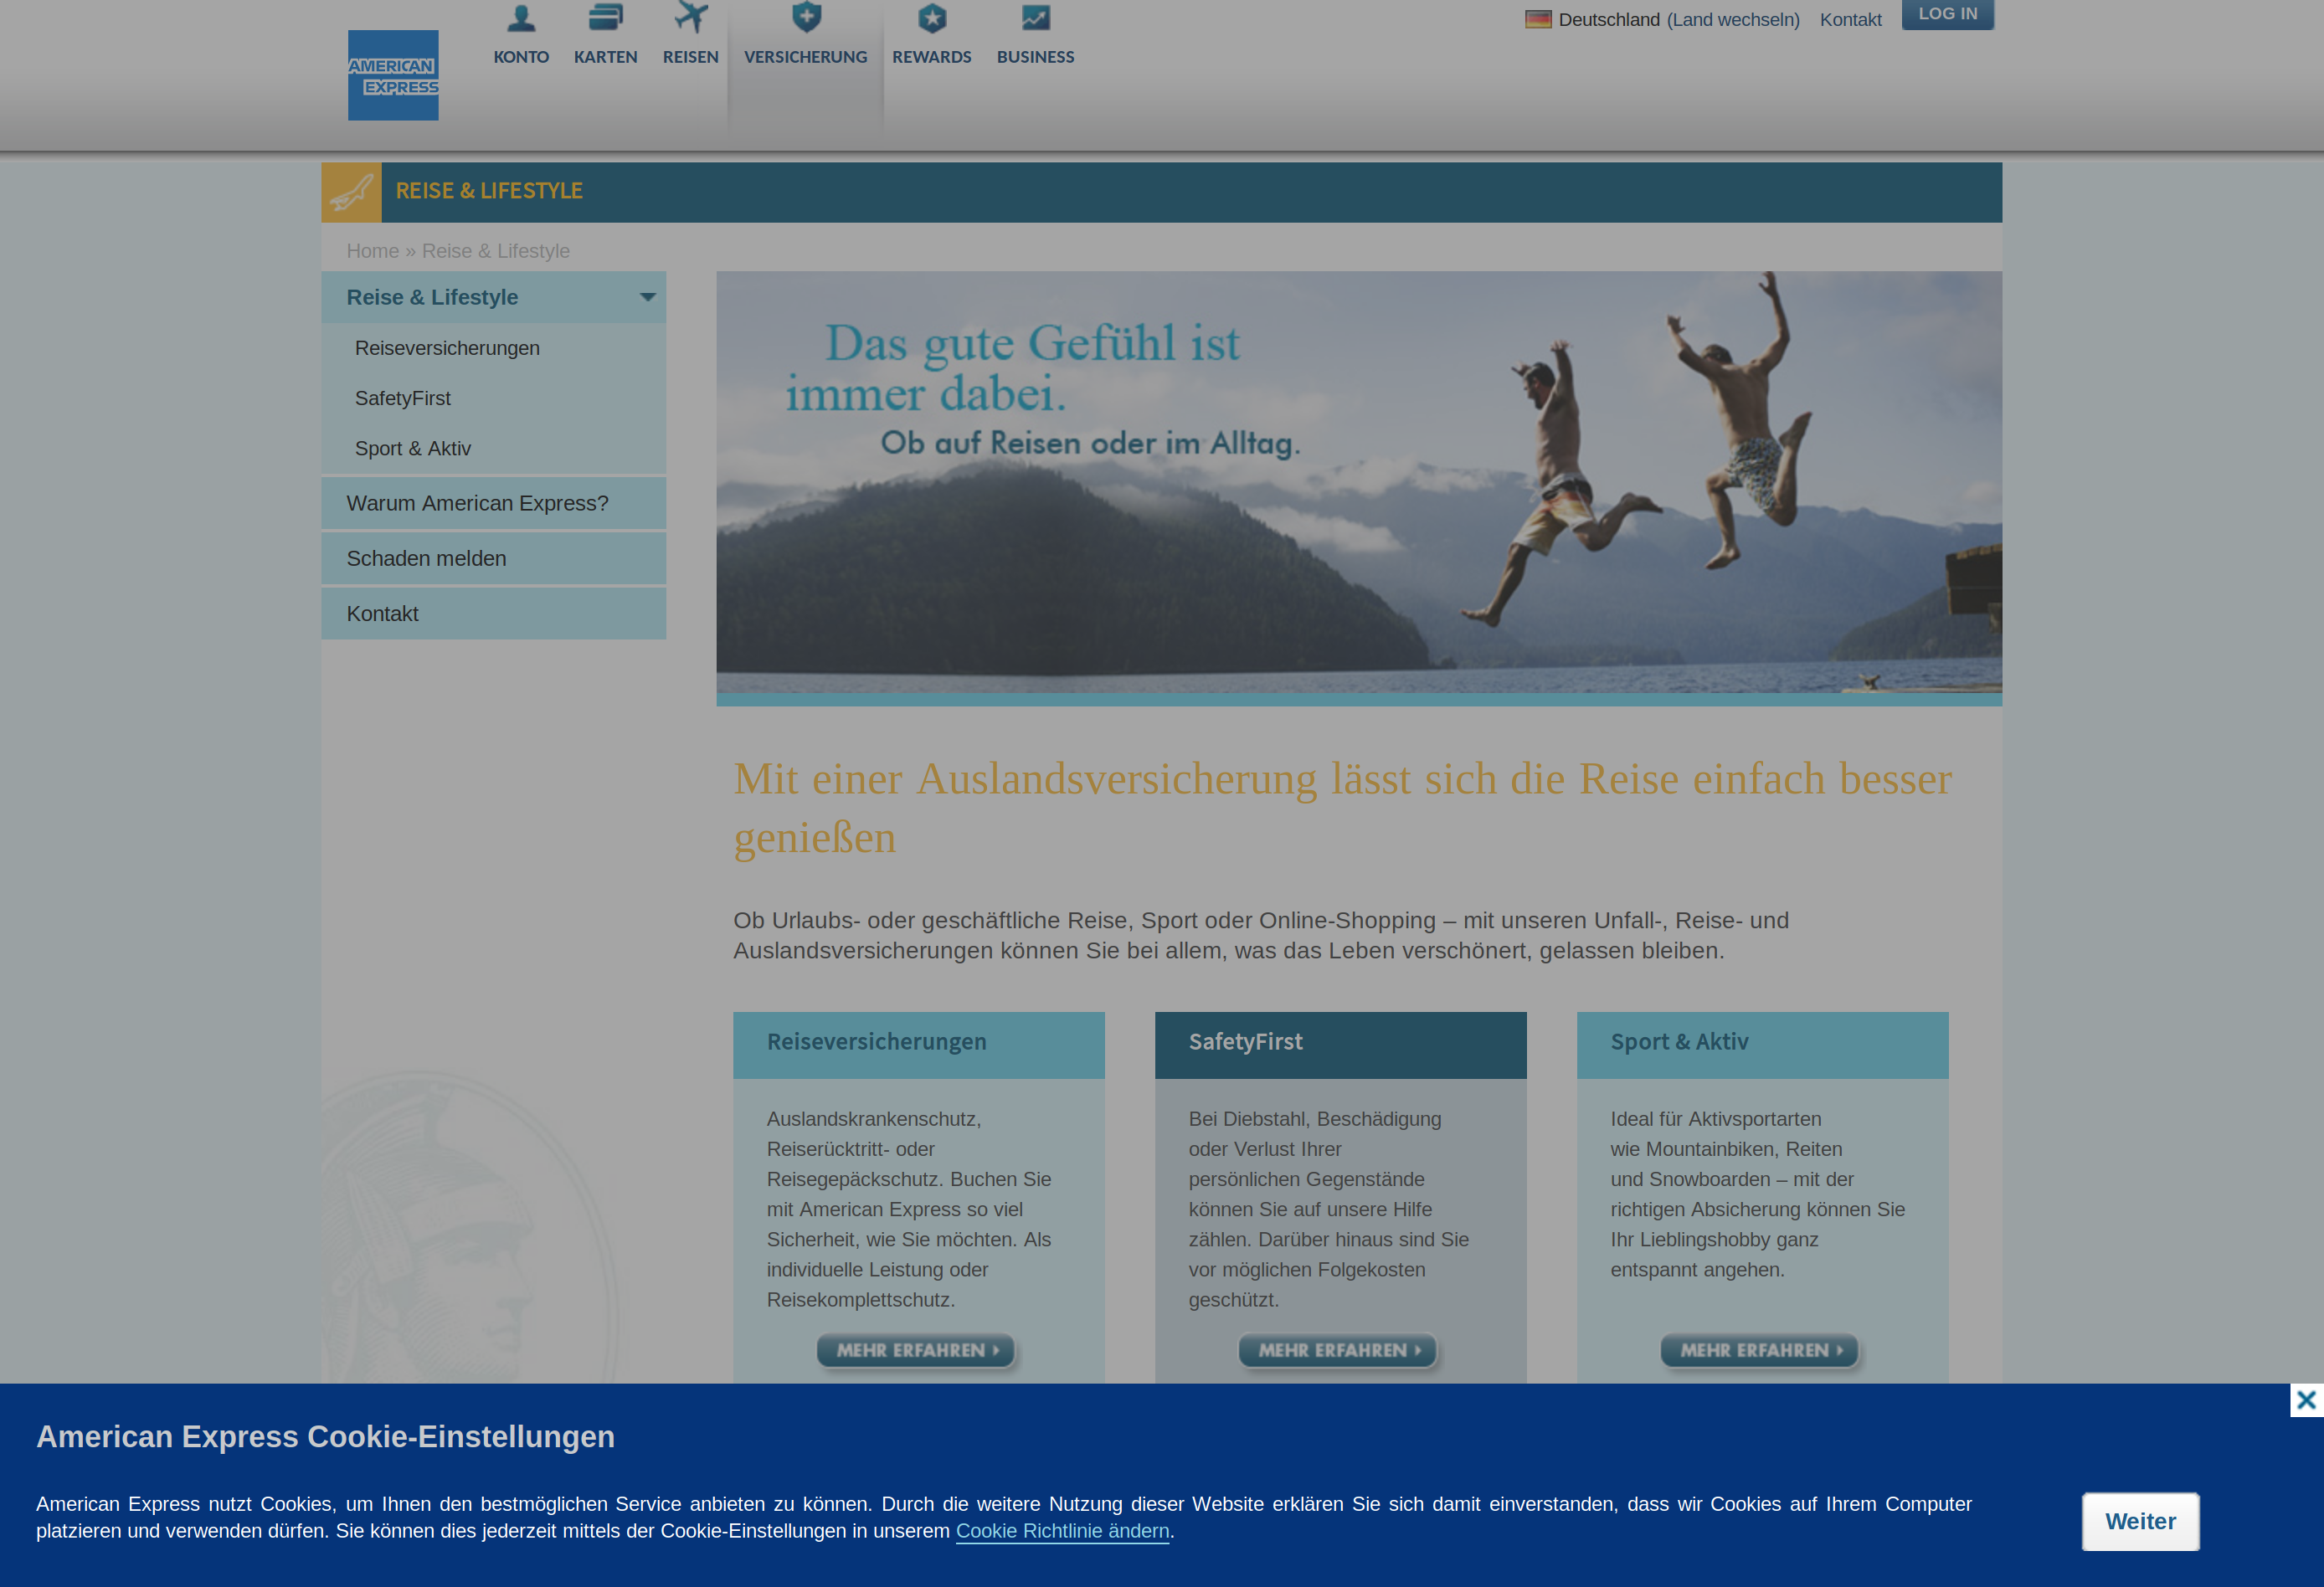 AMERICAN
EXPRESS
KONTO
KARTEN
REISEN
VERSICHERUNG
REWARDS
BUSINESS
Deutschland (Land wechseln)
Kontakt
LOG IN
REISE & LIFESTYLE
Home » Reise & Lifestyle
Reise & Lifestyle
Reiseversicherungen
SafetyFirst
Sport & Aktiv
Warum American Express?
Schaden melden
Kontakt
Das gute Gefühl ist
immer dabei.
Ob auf Reisen oder im Alltag.
Mit einer Auslandsversicherung lässt sich die Reise einfach besser
genießen
Ob Urlaubs- oder geschäftliche Reise, Sport oder Online-Shopping – mit unseren Unfall-, Reise- und
Auslandsversicherungen können Sie bei allem, was das Leben verschönert, gelassen bleiben.
Reiseversicherungen
Auslandskrankenschutz,
Reiserücktritt- oder
Reisegepäckschutz. Buchen Sie
mit American Express so viel
Sicherheit, wie Sie möchten. Als
individuelle Leistung oder
Reisekomplettschutz.
MEHR ERFAHREN
SafetyFirst
Bei Diebstahl, Beschädigung
oder Verlust Ihrer
persönlichen Gegenstände
können Sie auf unsere Hilfe
zählen. Darüber hinaus sind Sie
vor möglichen Folgekosten
geschützt.
MEHR ERFAHREN
Sport & Aktiv
Ideal für Aktivsportarten
wie Mountainbiken, Reiten
und Snowboarden – mit der
richtigen Absicherung können Sie
Ihr Lieblingshobby ganz
entspannt angehen.
MEHR ERFAHREN
American Express Cookie-Einstellungen
American Express nutzt Cookies, um Ihnen den bestmöglichen Service anbieten zu können. Durch die weitere Nutzung dieser Website erklären Sie sich damit einverstanden, dass wir Cookies auf Ihrem Computer
platzieren und verwenden dürfen. Sie können dies jederzeit mittels der Cookie-Einstellungen in unserem Cookie Richtlinie ändern.
Weiter